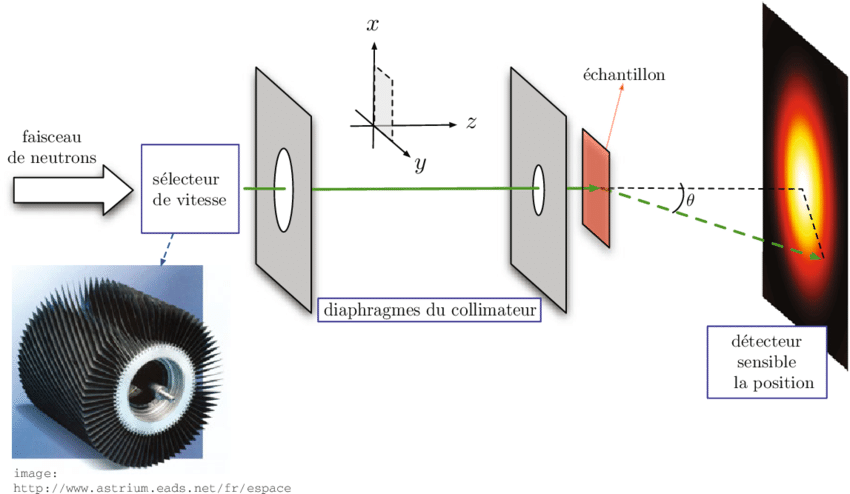 x
z
y
échantillon
faisceau
de neutrons
sélecteur
de vitesse
θ
diaphragmes du collimateur
détecteur
sensible
la position
image:
http://www.astrium.eads.net/fr/espace